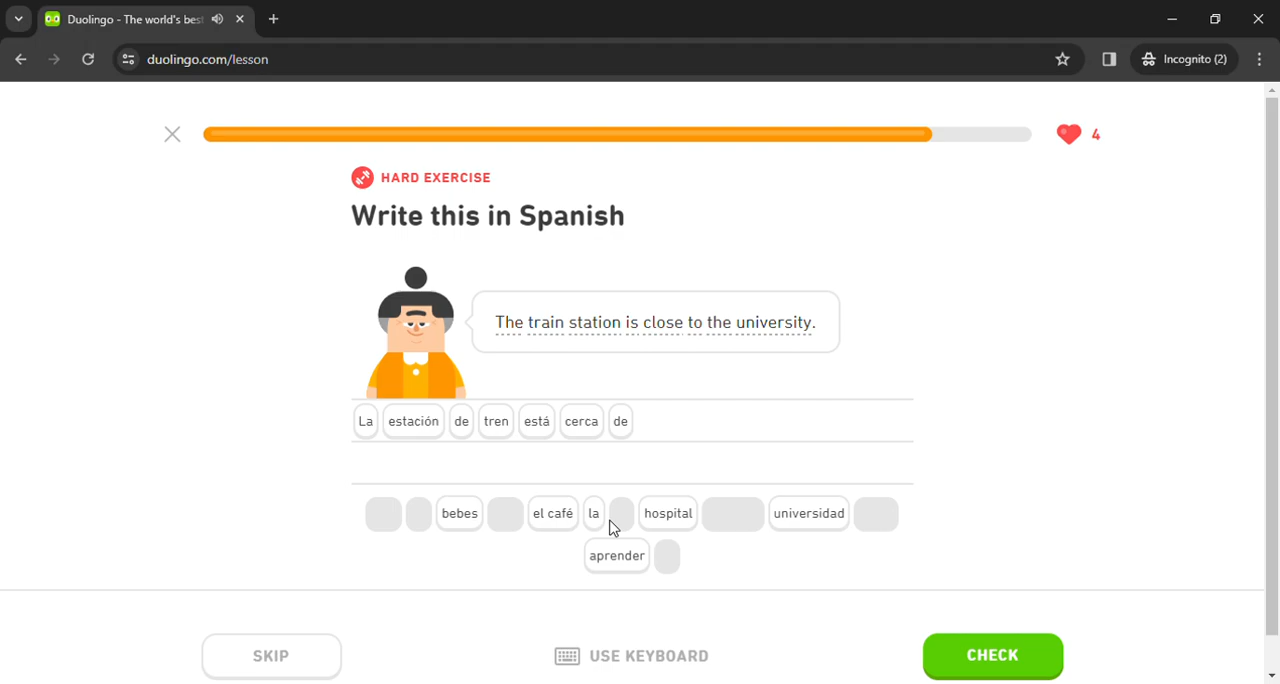 Duolingo - The world's bes
duolingo.com/lesson
Incognito (2)
4
HARD EXERCISE
Write this in Spanish
The train station is close to the university.
La estación de tren está cerca de
bebes el café la hospital universidad
aprender
SKIP USE KEYBOARD CHECK